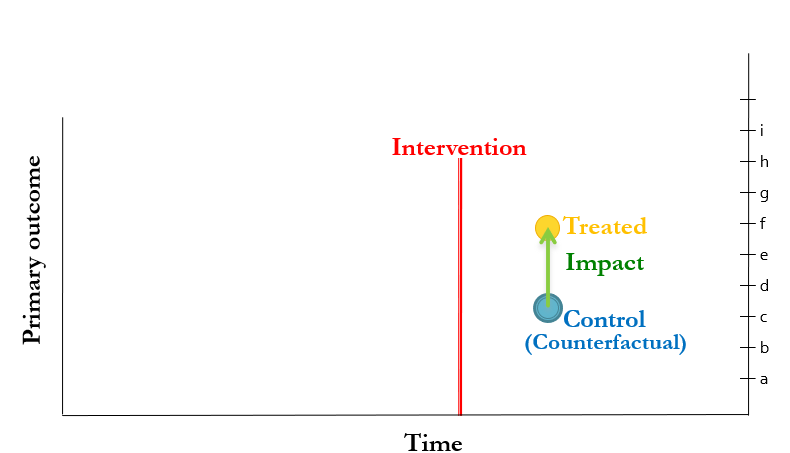 Intervention
Treated
Impact
Control
(Counterfactual)
Primary outcome
Time
i
h
g
f
e
d
c
b
a